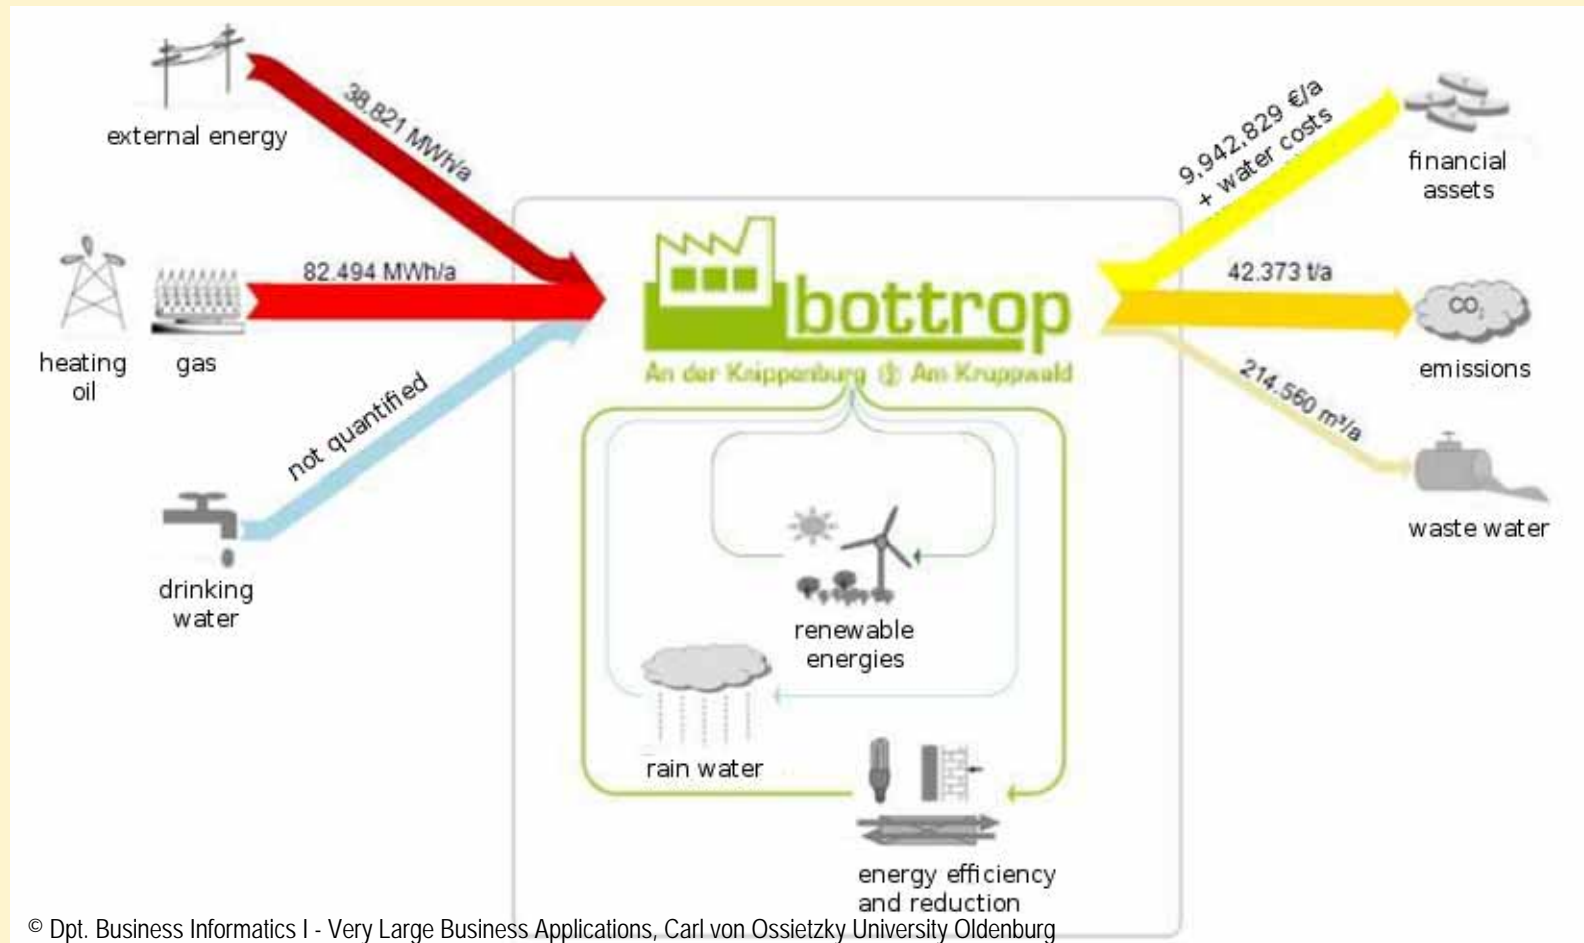 external energy
38.821 MWh/a
heating
oil
gas
82.494 MWh/a
not quantified
drinking
water
bottrop
An der Knippenburg Am Kruppwald
9,942,829 €/a
+ water costs
financial
assets
42.373 t/a
CO₂
emissions
214.560 m³/a
waste water
renewable
energies
rain water
energy efficiency
and reduction
© Dpt. Business Informatics I - Very Large Business Applications, Carl von Ossietzky University Oldenburg